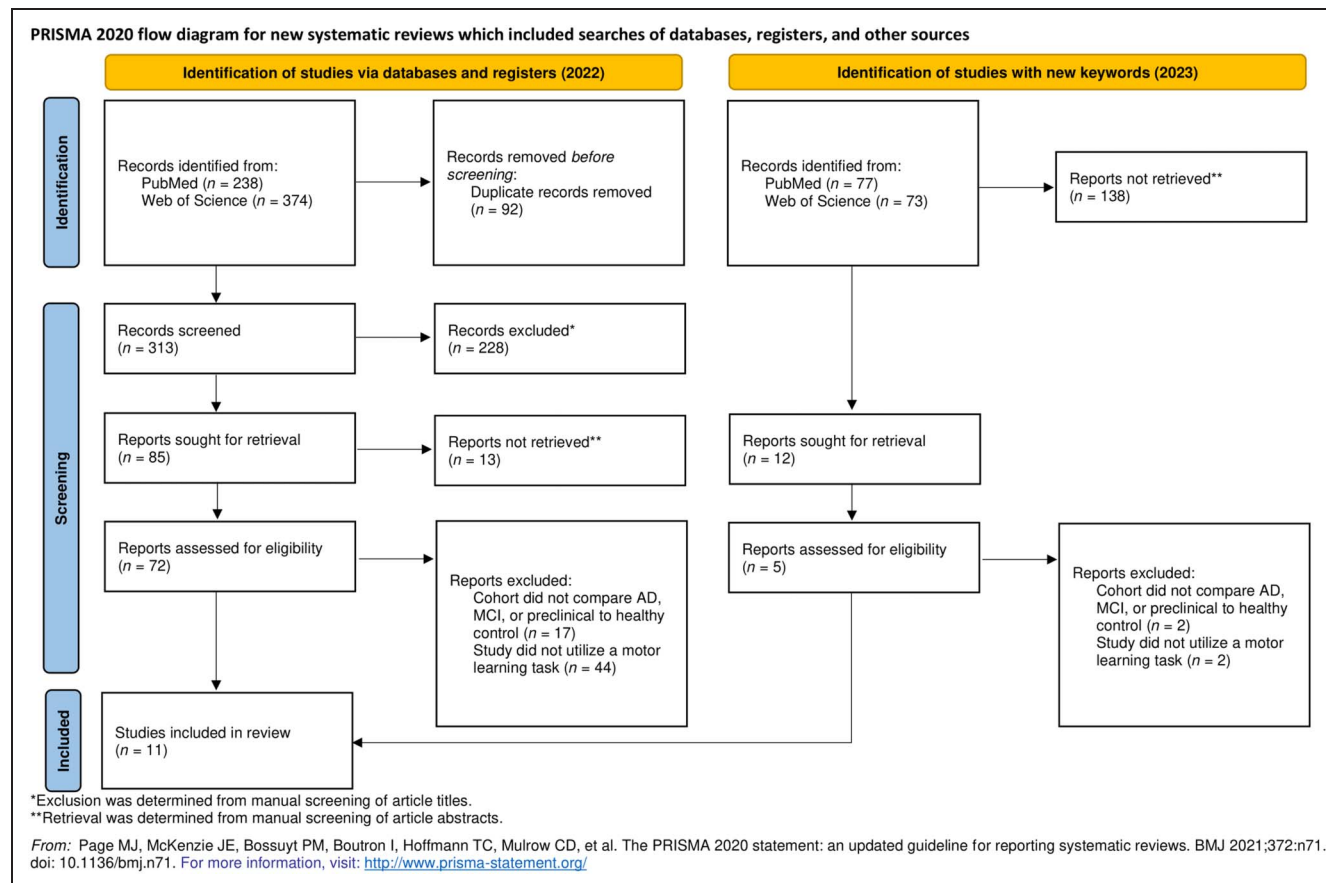 PRISMA 2020 flow diagram for new systematic reviews which included searches of databases, registers, and other sources
Identification of studies via databases and registers (2022)
Identification of studies with new keywords (2023)
Identification
Records identified from:
PubMed (n = 238)
Web of Science (n = 374)
Records removed before
screening:
Duplicate records removed
(n = 92)
Records identified from:
PubMed (n = 77)
Web of Science (n = 73)
Reports not retrieved**
(n = 138)
Screening
Records screened
(n = 313)
Records excluded*
(n = 228)
Reports sought for retrieval
(n = 85)
Reports not retrieved**
(n = 13)
Reports sought for retrieval
(n = 12)
Reports assessed for eligibility
(n = 72)
Reports excluded:
Cohort did not compare AD,
MCI, or preclinical to healthy
control (n = 17)
Study did not utilize a motor
learning task (n = 44)
Reports assessed for eligibility
(n = 5)
Reports excluded:
Cohort did not compare AD,
MCI, or preclinical to healthy
control (n = 2)
Study did not utilize a motor
learning task (n = 2)
Included
Studies included in review
(n = 11)
*Exclusion was determined from manual screening of article titles.
**Retrieval was determined from manual screening of article abstracts.
From: Page MJ, McKenzie JE, Bossuyt PM, Boutron I, Hoffmann TC, Mulrow CD, et al. The PRISMA 2020 statement: an updated guideline for reporting systematic reviews. BMJ 2021;372:n71.
doi: 10.1136/bmj.n71. For more information, visit: http://www.prisma-statement.org/